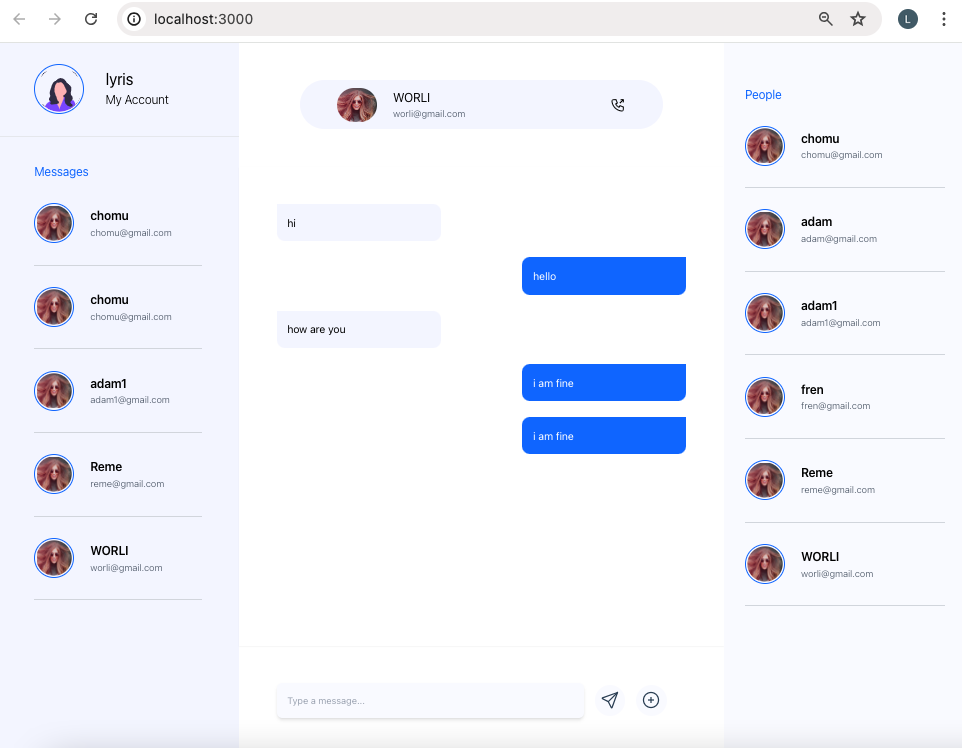 localhost:3000
L
lyris
My Account
Messages
chomu
chomu@gmail.com
chomu
chomu@gmail.com
adam1
adam1@gmail.com
Reme
reme@gmail.com
WORLI
worli@gmail.com
WORLI
worli@gmail.com
hi
hello
how are you
i am fine
i am fine
Type a message...
People
chomu
chomu@gmail.com
adam
adam@gmail.com
adam1
adam1@gmail.com
fren
fren@gmail.com
Reme
reme@gmail.com
WORLI
worli@gmail.com